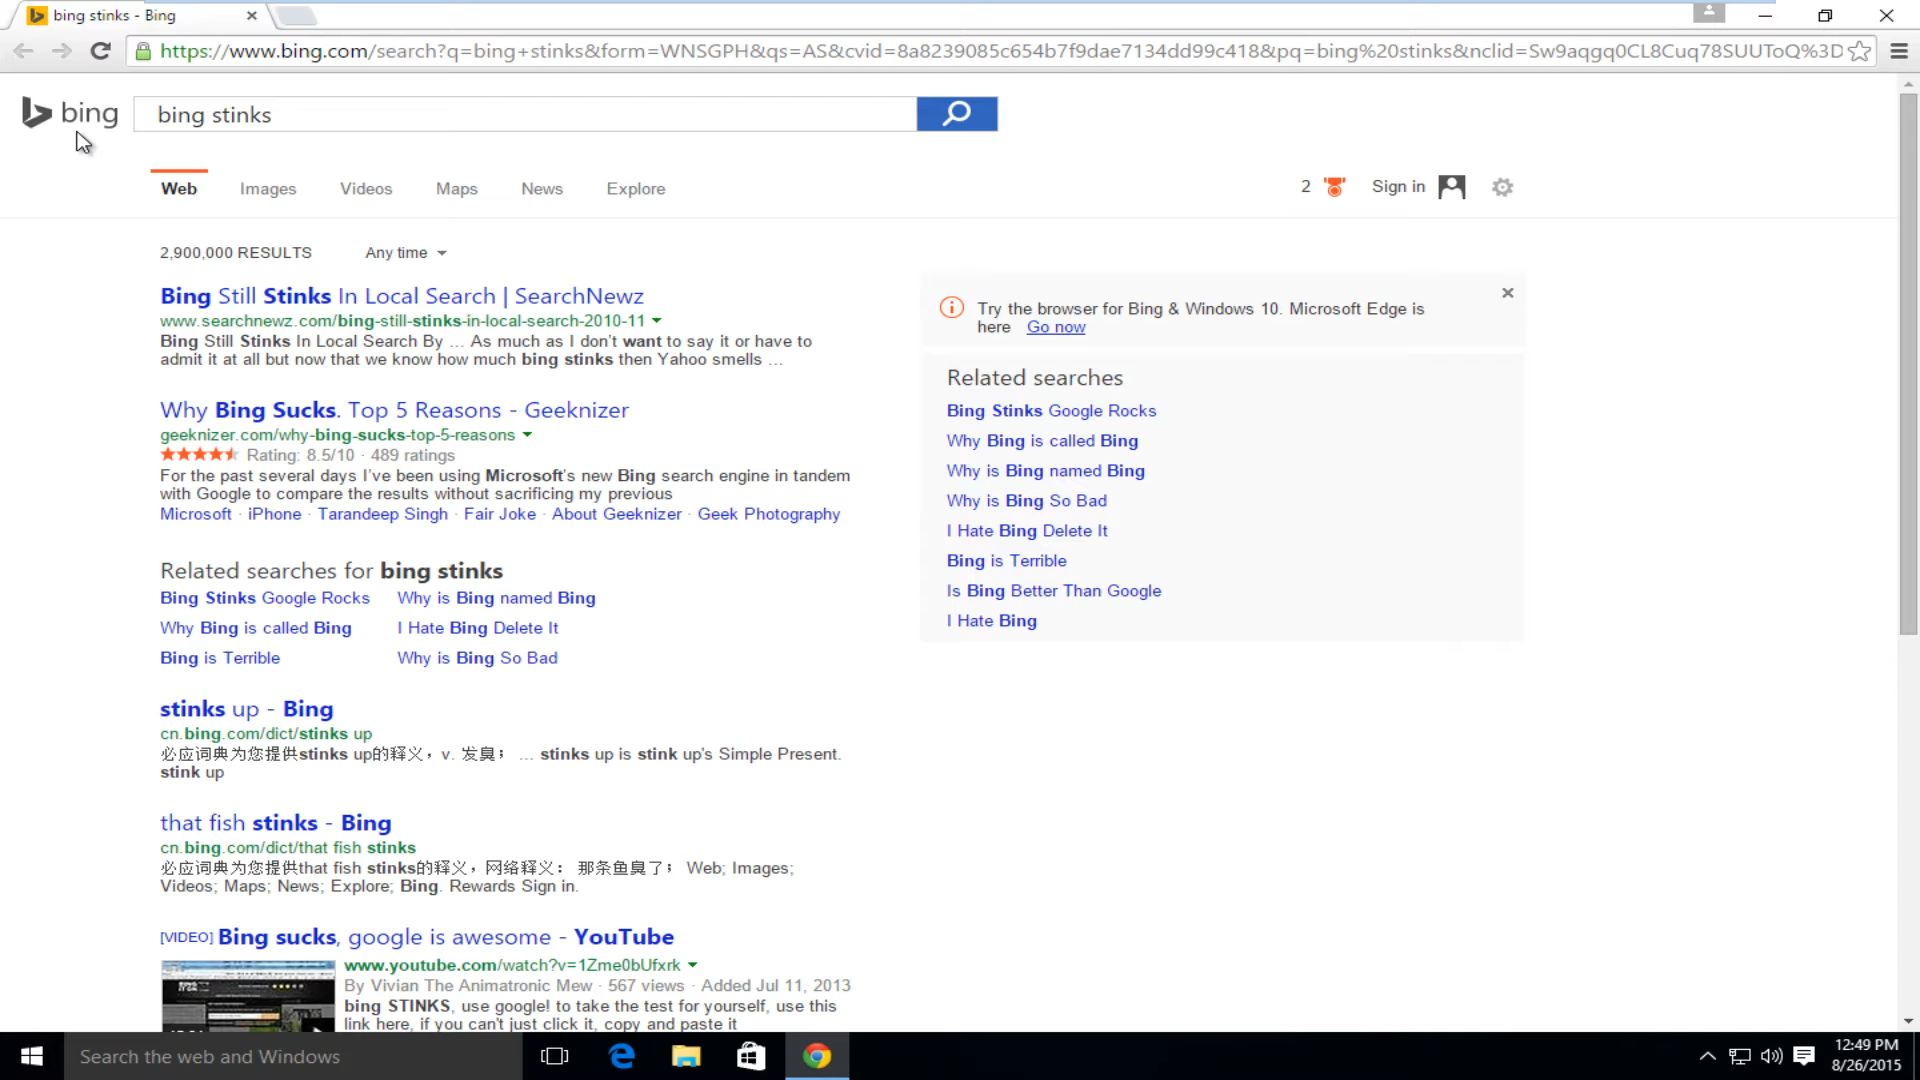 bing stinks - Bing
https://www.bing.com/search?q=bing+stinks&form=WNSGPH&qs=AS&cvid=8a8239085c654b7f9dae7134dd99c418&pq=bing%20stinks&nclid=Sw9aqgq0CL8Cuq78SUUToQ%3D
bing
bing stinks
Web Images Videos Maps News Explore
2 Sign in
2,900,000 RESULTS Any time
Bing Still Stinks In Local Search | SearchNewz
www.searchnewz.com/bing-still-stinks-in-local-search-2010-11
Bing Still Stinks In Local Search By ... As much as I don't want to say it or have to
admit it at all but now that we know how much bing stinks then Yahoo smells ...
Why Bing Sucks. Top 5 Reasons - Geeknizer
geeknizer.com/why-bing-sucks-top-5-reasons
Rating: 8.5/10 · 489 ratings
For the past several days I've been using Microsoft's new Bing search engine in tandem
with Google to compare the results without sacrificing my previous
Microsoft · iPhone · Tarandeep Singh · Fair Joke · About Geeknizer · Geek Photography
Related searches for bing stinks
Bing Stinks Google Rocks Why is Bing named Bing
Why Bing is called Bing I Hate Bing Delete It
Bing is Terrible Why is Bing So Bad
stinks up - Bing
cn.bing.com/dict/stinks up
必应词典为您提供stinks up的释义，v. 发臭； ... stinks up is stink up's Simple Present.
stink up
that fish stinks - Bing
cn.bing.com/dict/that fish stinks
必应词典为您提供that fish stinks的释义，网络释义： 那条鱼臭了； Web; Images;
Videos; Maps; News; Explore; Bing. Rewards Sign in.
[VIDEO] Bing sucks, google is awesome - YouTube
www.youtube.com/watch?v=1Zme0bUfxrk
By Vivian The Animatronic Mew · 567 views · Added Jul 11, 2013
bing STINKS, use google! to take the test for yourself, use this
link here, if you can't just click it, copy and paste it
Try the browser for Bing & Windows 10. Microsoft Edge is
here Go now
Related searches
Bing Stinks Google Rocks
Why Bing is called Bing
Why is Bing named Bing
Why is Bing So Bad
I Hate Bing Delete It
Bing is Terrible
Is Bing Better Than Google
I Hate Bing
Search the web and Windows
12:49 PM
8/26/2015